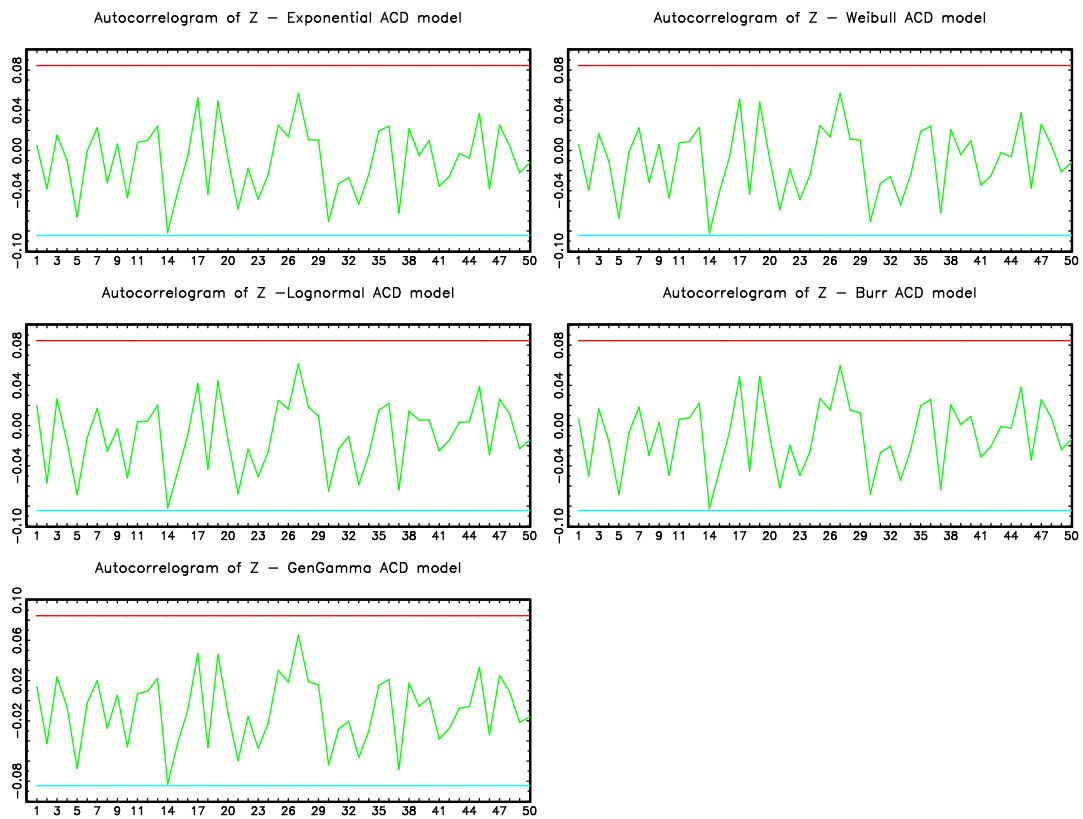 Autocorrelogram of Z – Exponential ACD model
0.08
0.04
0.00
−0.04
−0.10
1 3 5 7 9 11 14 17 20 23 26 29 32 35 38 41 44 47 50
Autocorrelogram of Z – Weibull ACD model
0.08
0.04
0.00
−0.04
−0.10
1 3 5 7 9 11 14 17 20 23 26 29 32 35 38 41 44 47 50
Autocorrelogram of Z –Lognormal ACD model
0.08
0.04
0.00
−0.04
−0.10
1 3 5 7 9 11 14 17 20 23 26 29 32 35 38 41 44 47 50
Autocorrelogram of Z – Burr ACD model
0.08
0.04
0.00
−0.04
−0.10
1 3 5 7 9 11 14 17 20 23 26 29 32 35 38 41 44 47 50
Autocorrelogram of Z – GenGamma ACD model
0.10
0.06
0.02
−0.02
−0.08
1 3 5 7 9 11 14 17 20 23 26 29 32 35 38 41 44 47 50